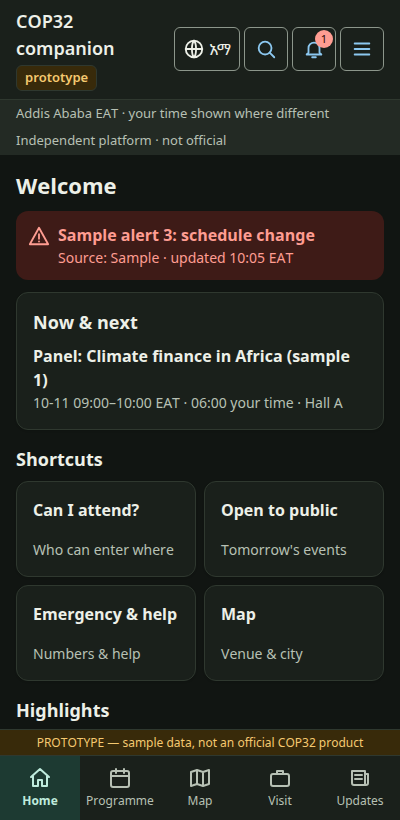 COP32
companion
prototype
አማ
1
Addis Ababa EAT · your time shown where different
Independent platform · not official
Welcome
Sample alert 3: schedule change
Source: Sample · updated 10:05 EAT
Now & next
Panel: Climate finance in Africa (sample
1)
10-11 09:00–10:00 EAT · 06:00 your time · Hall A
Shortcuts
Can I attend?
Who can enter where
Open to public
Tomorrow's events
Emergency & help
Numbers & help
Map
Venue & city
Highlights
PROTOTYPE — sample data, not an official COP32 product
Home
Programme
Map
Visit
Updates